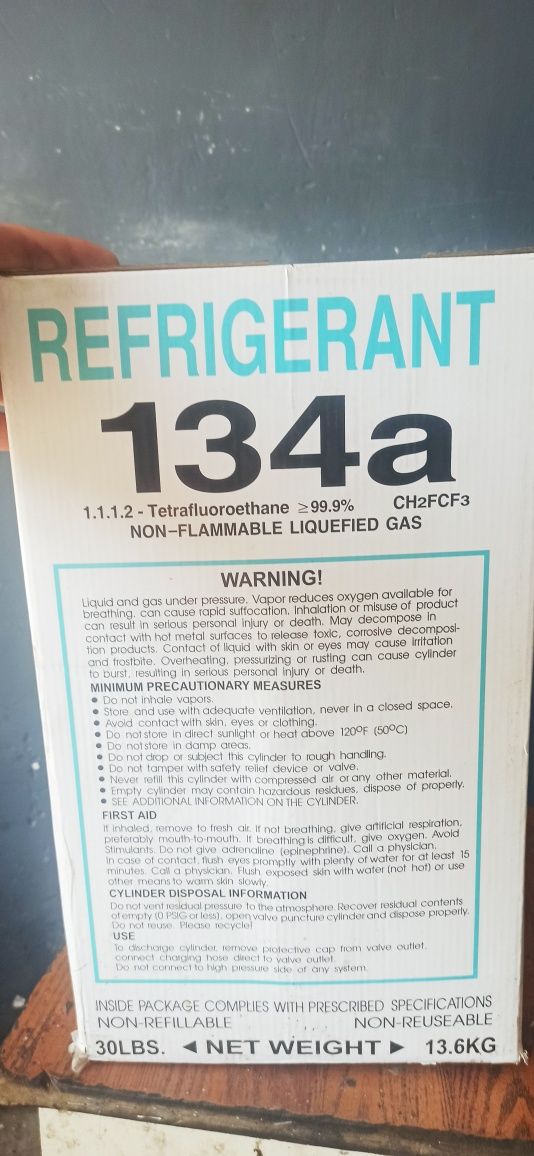 REFRIGERANT
134a
1.1.1.2 - Tetrafluoroethane ≥99.9% CH2FCF3
NON-FLAMMABLE LIQUEFIED GAS
WARNING!
Liquid and gas under pressure. Vapor reduces oxygen available for
breathing, can cause rapid suffocation. Inhalation or misuse of product
can result in serious personal injury or death. May decompose in
contact with hot metal surfaces to release toxic, corrosive decomposi-
tion products. Contact of liquid with skin or eyes may cause irritation
and frostbite. Overheating, pressurizing or rusting can cause cylinder
to burst, resulting in serious personal injury or death.
MINIMUM PRECAUTIONARY MEASURES
• Do not inhale vapors.
• Store and use with adequate ventilation, never in a closed space.
• Avoid contact with skin, eyes or clothing.
• Do not store in direct sunlight or heat above 120ºF (50ºC)
• Do not store in damp areas.
• Do not drop or subject this cylinder to rough handling.
• Do not tamper with safety relief device or valve.
• Never refill this cylinder with compressed air or any other material.
• Empty cylinder may contain hazardous residues, dispose of properly.
• SEE ADDITIONAL INFORMATION ON THE CYLINDER.
FIRST AID
If inhaled, remove to fresh air. If not breathing, give artificial respiration,
preferably mouth-to-mouth. If breathing is difficult, give oxygen. Avoid
Stimulants. Do not give adrenaline (epinephrine). Call a physician.
In case of contact, flush eyes promptly with plenty of water for at least 15
minutes. Call a physician. Flush exposed skin with water (not hot) or use
other means to warm skin slowly.
CYLINDER DISPOSAL INFORMATION
Do not vent residual pressure to the atmosphere. Recover residual contents
of empty (0 PSIG or less), open valve puncture cylinder and dispose properly.
Do not reuse. Please recycle!
USE
To discharge cylinder, remove protective cap from valve outlet,
connect charging hose direct to valve outlet.
Do not connect to high pressure side of any system.
INSIDE PACKAGE COMPLIES WITH PRESCRIBED SPECIFICATIONS
NON-REFILLABLE NON-REUSEABLE
30LBS. ◄ NET WEIGHT ► 13.6KG